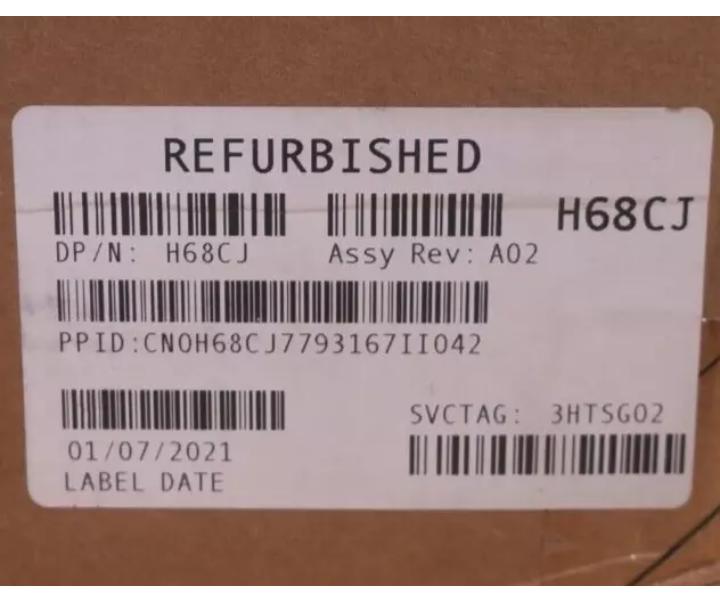 REFURBISHED
H68CJ
DP/N: H68CJ Assy Rev: A02
PPID:CN0H68CJ7793167II042
01/07/2021
LABEL DATE
SVCTAG: 3HTSG02